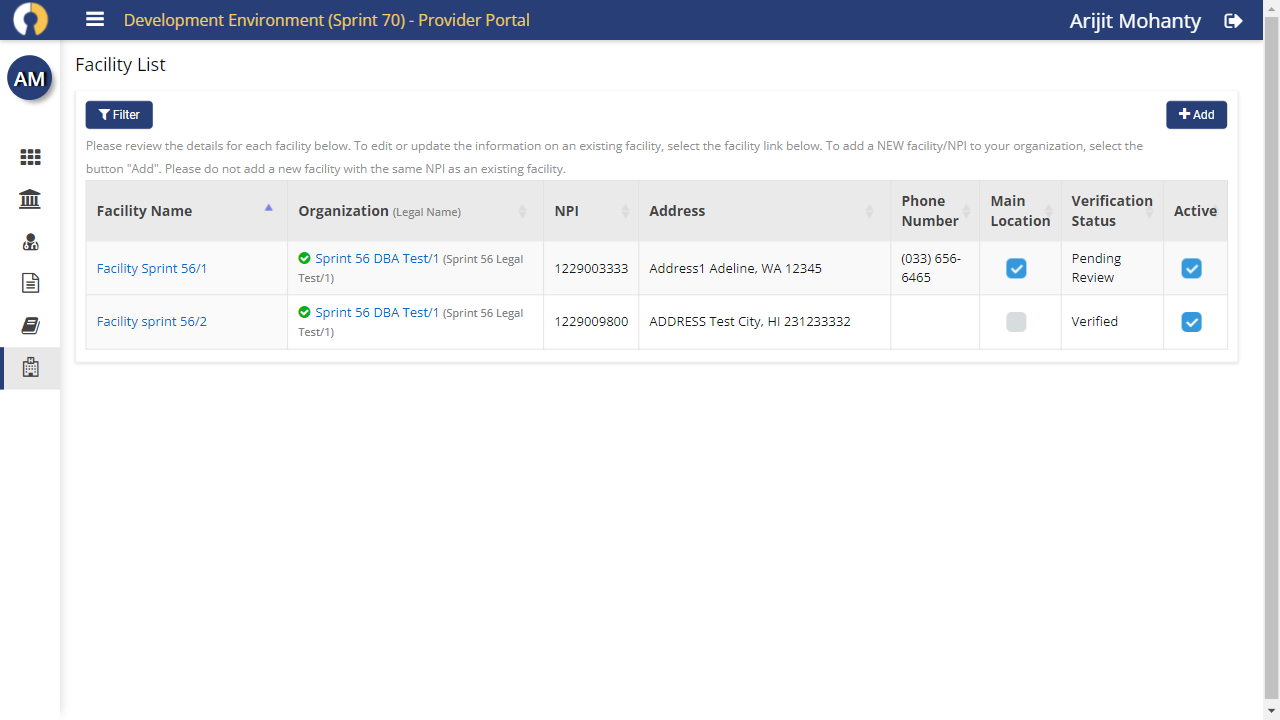 Development Environment (Sprint 70) - Provider Portal
Arijit Mohanty
AM
Facility List
Filter
Add
Please review the details for each facility below. To edit or update the information on an existing facility, select the facility link below. To add a NEW facility/NPI to your organization, select the
button "Add". Please do not add a new facility with the same NPI as an existing facility.
Facility Name
Organization (Legal Name)
NPI
Address
Phone
Number
Main
Location
Verification
Status
Active
Facility Sprint 56/1
Sprint 56 DBA Test/1 (Sprint 56 Legal
Test/1)
1229003333
Address1 Adeline, WA 12345
(033) 656-
6465
Pending
Review
Facility sprint 56/2
Sprint 56 DBA Test/1 (Sprint 56 Legal
Test/1)
1229009800
ADDRESS Test City, HI 231233332
Verified